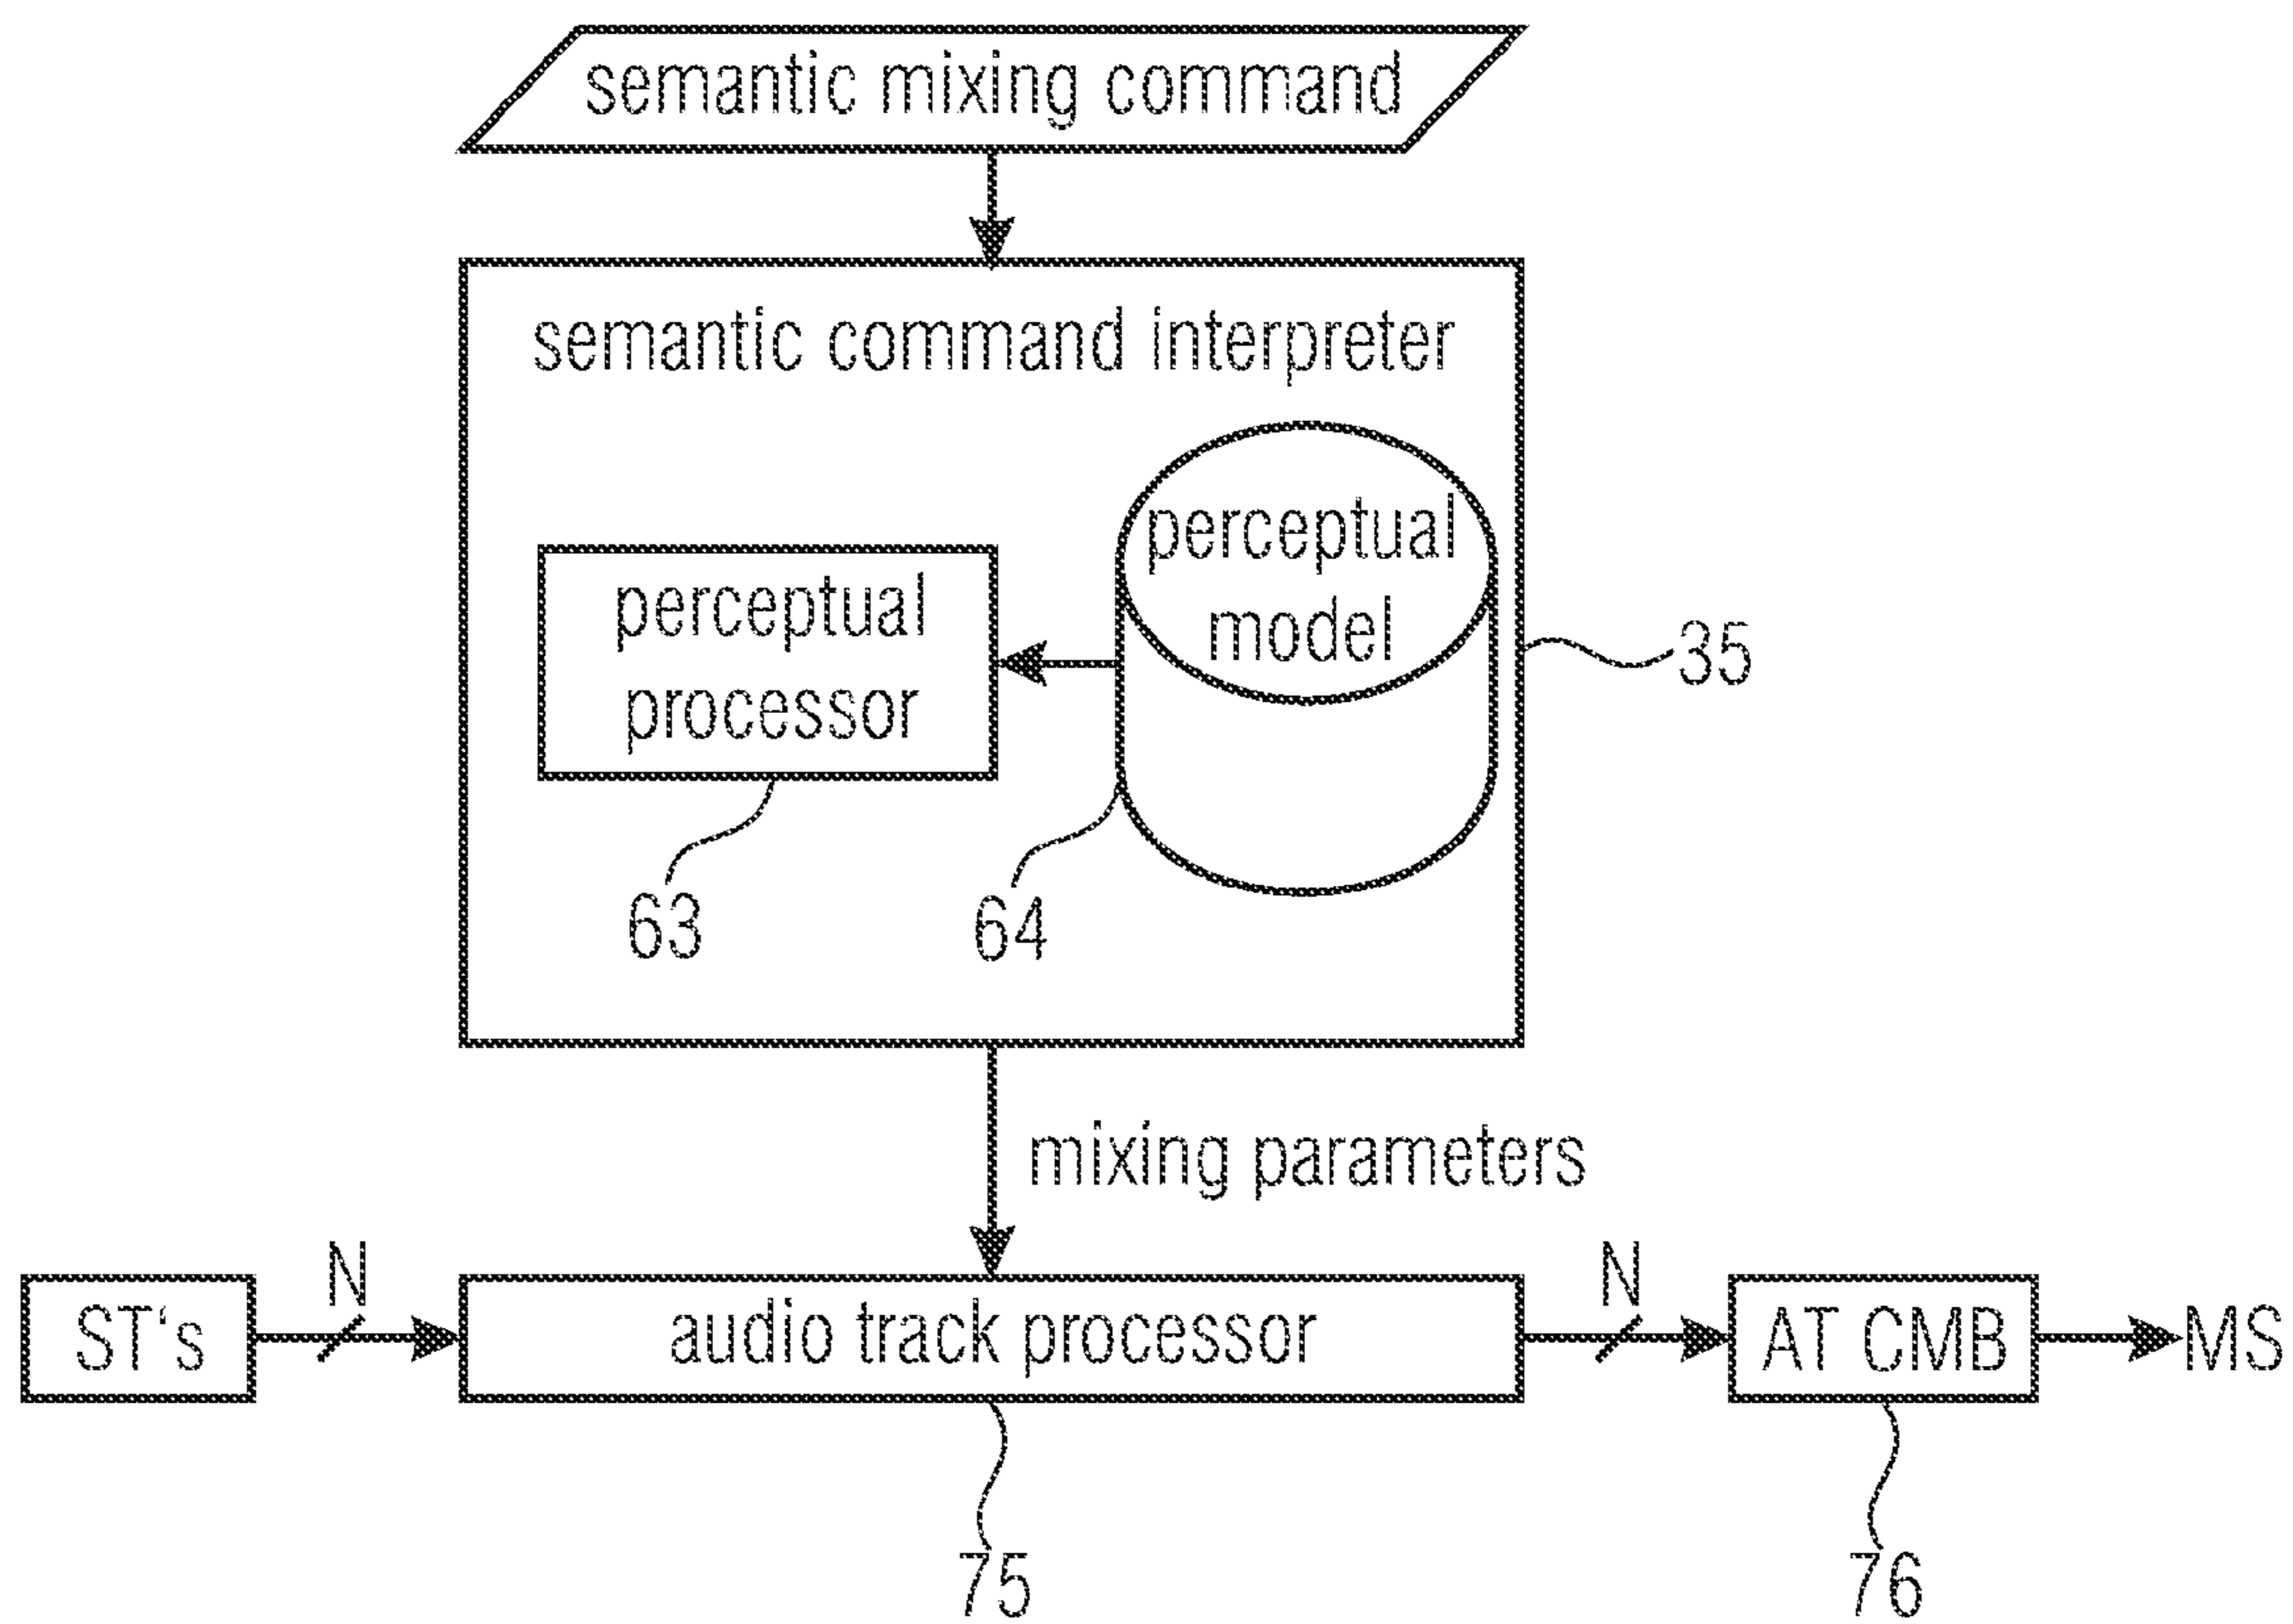 semantic mixing command
semantic command interpreter
perceptual
model
perceptual
processor
35
63
64
mixing parameters
N
N
ST‘s
audio track processor
AT CMB
MS
75
76